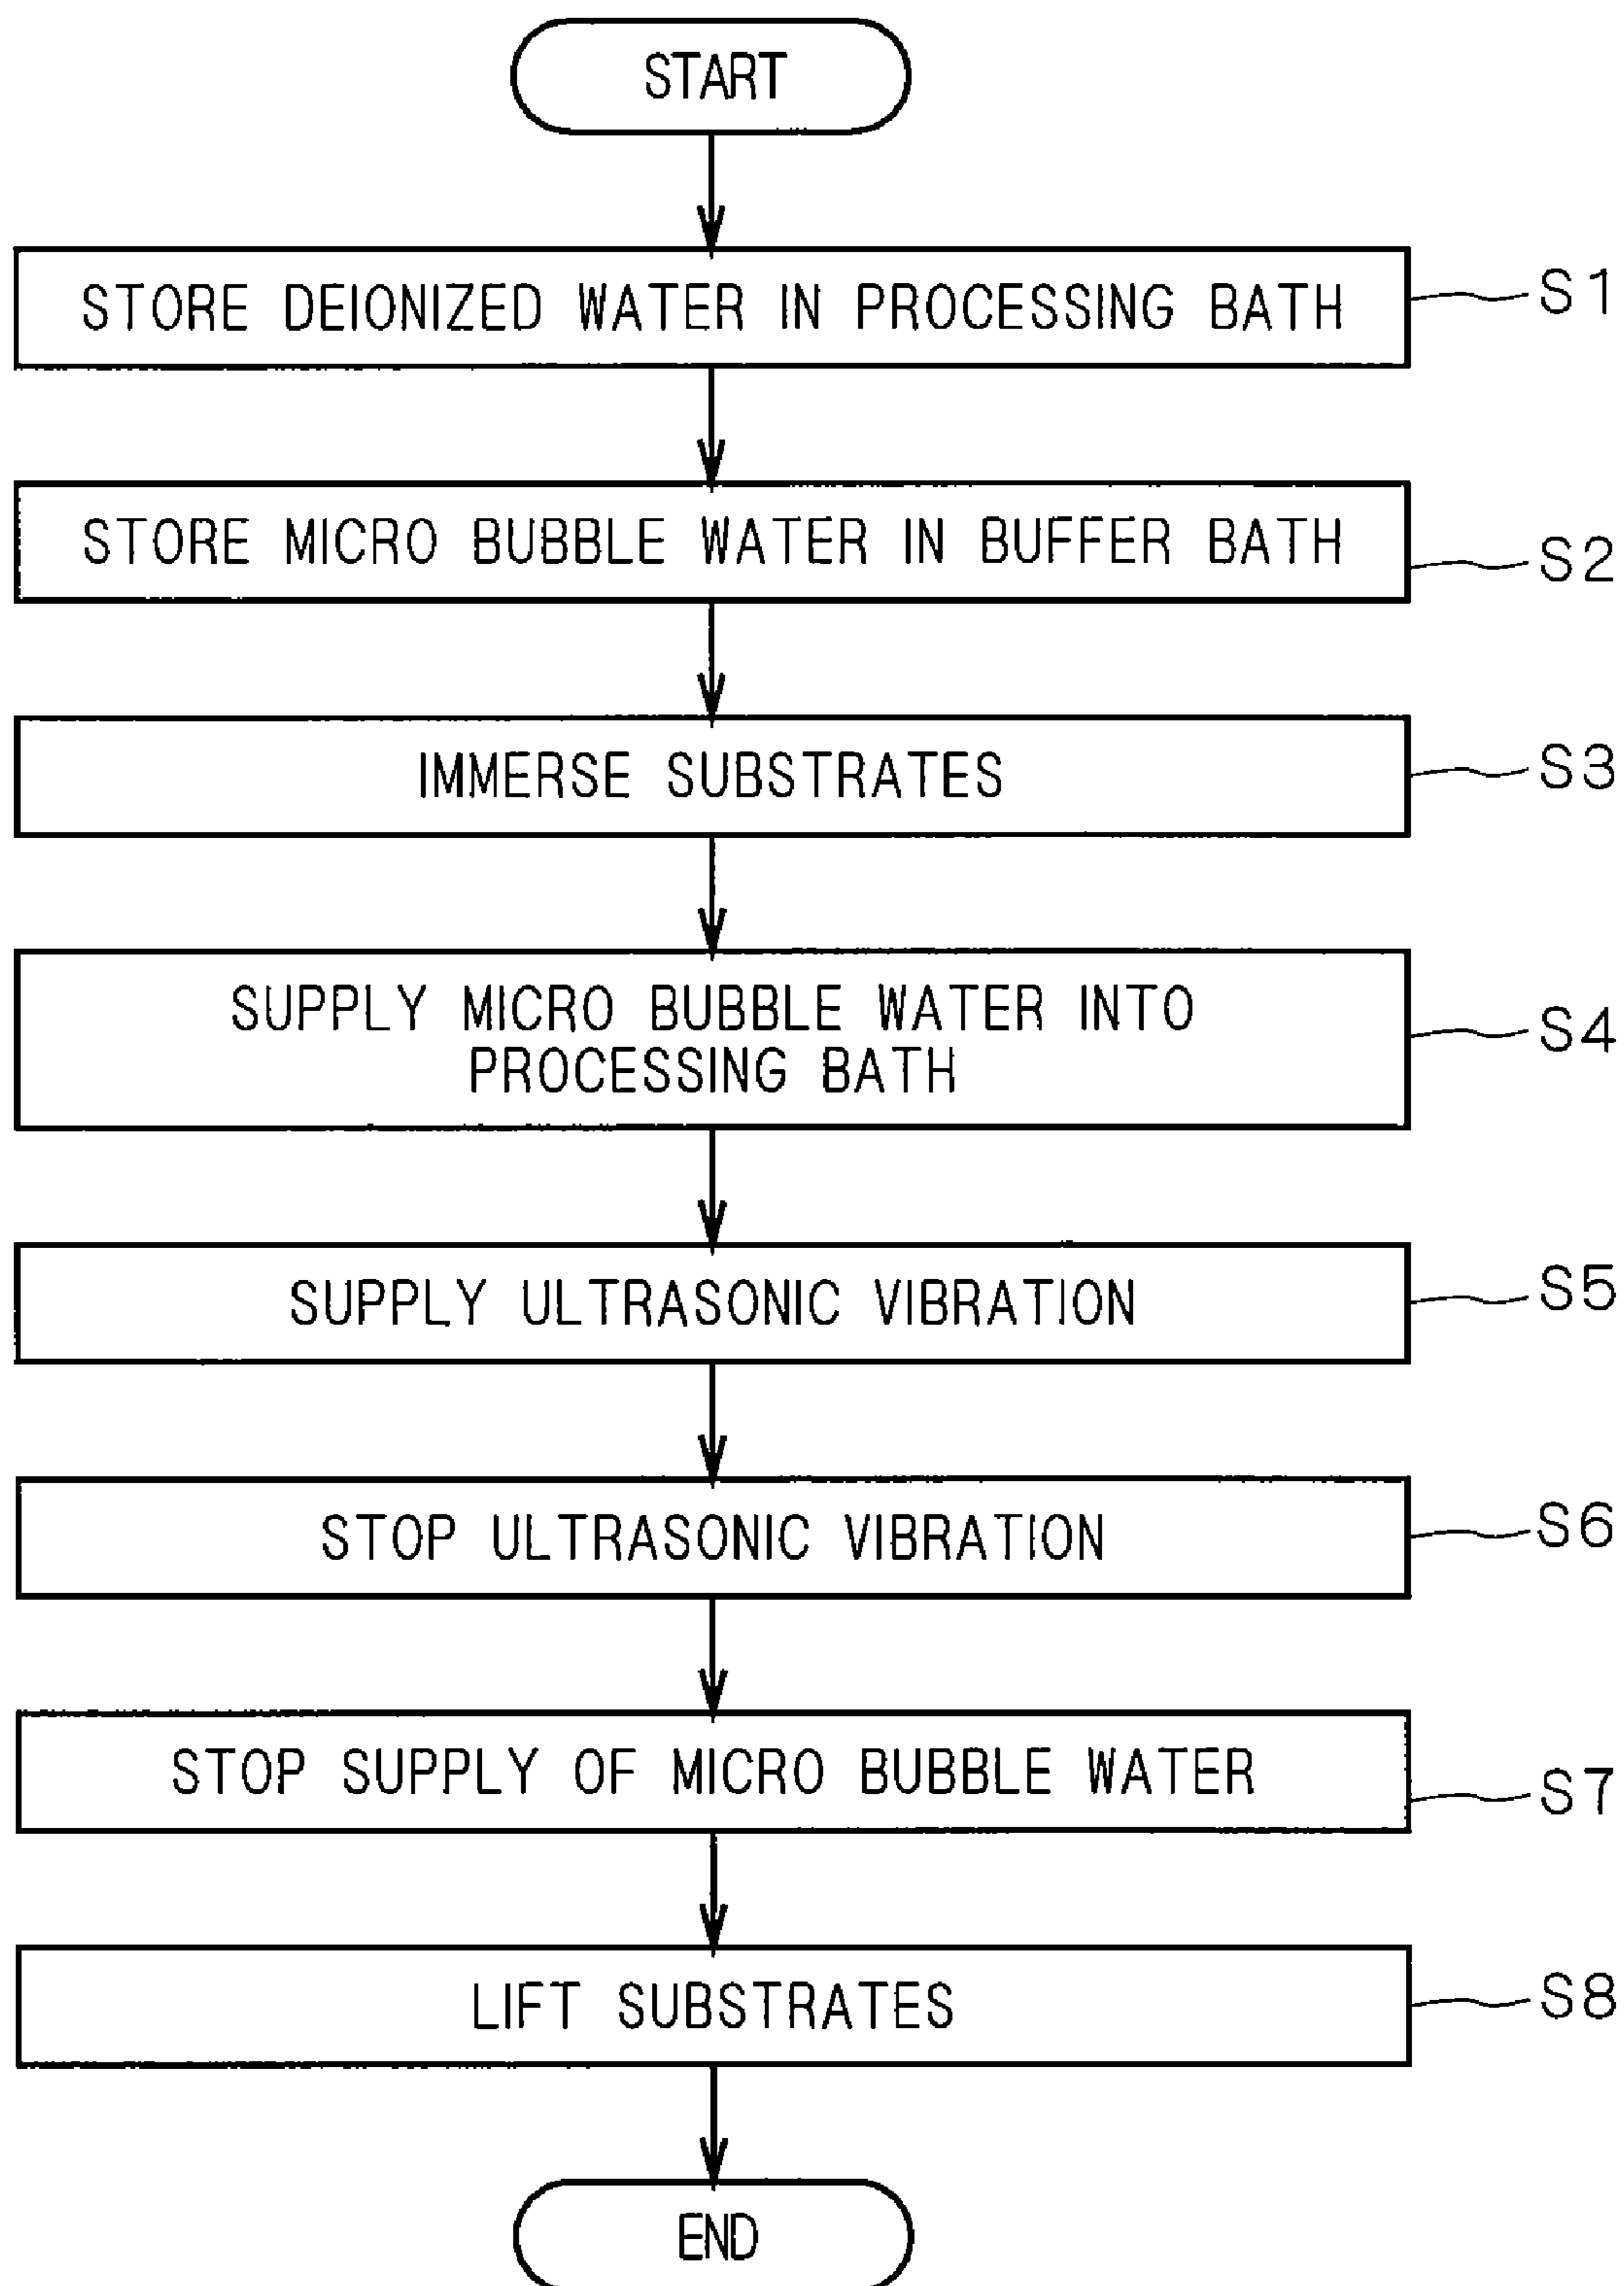 START
STORE DEIONIZED WATER IN PROCESSING BATH
S1
STORE MICRO BUBBLE WATER IN BUFFER BATH
S2
IMMERSE SUBSTRATES
S3
SUPPLY MICRO BUBBLE WATER INTO
PROCESSING BATH
S4
SUPPLY ULTRASONIC VIBRATION
S5
STOP ULTRASONIC VIBRATION
S6
STOP SUPPLY OF MICRO BUBBLE WATER
S7
LIFT SUBSTRATES
S8
END